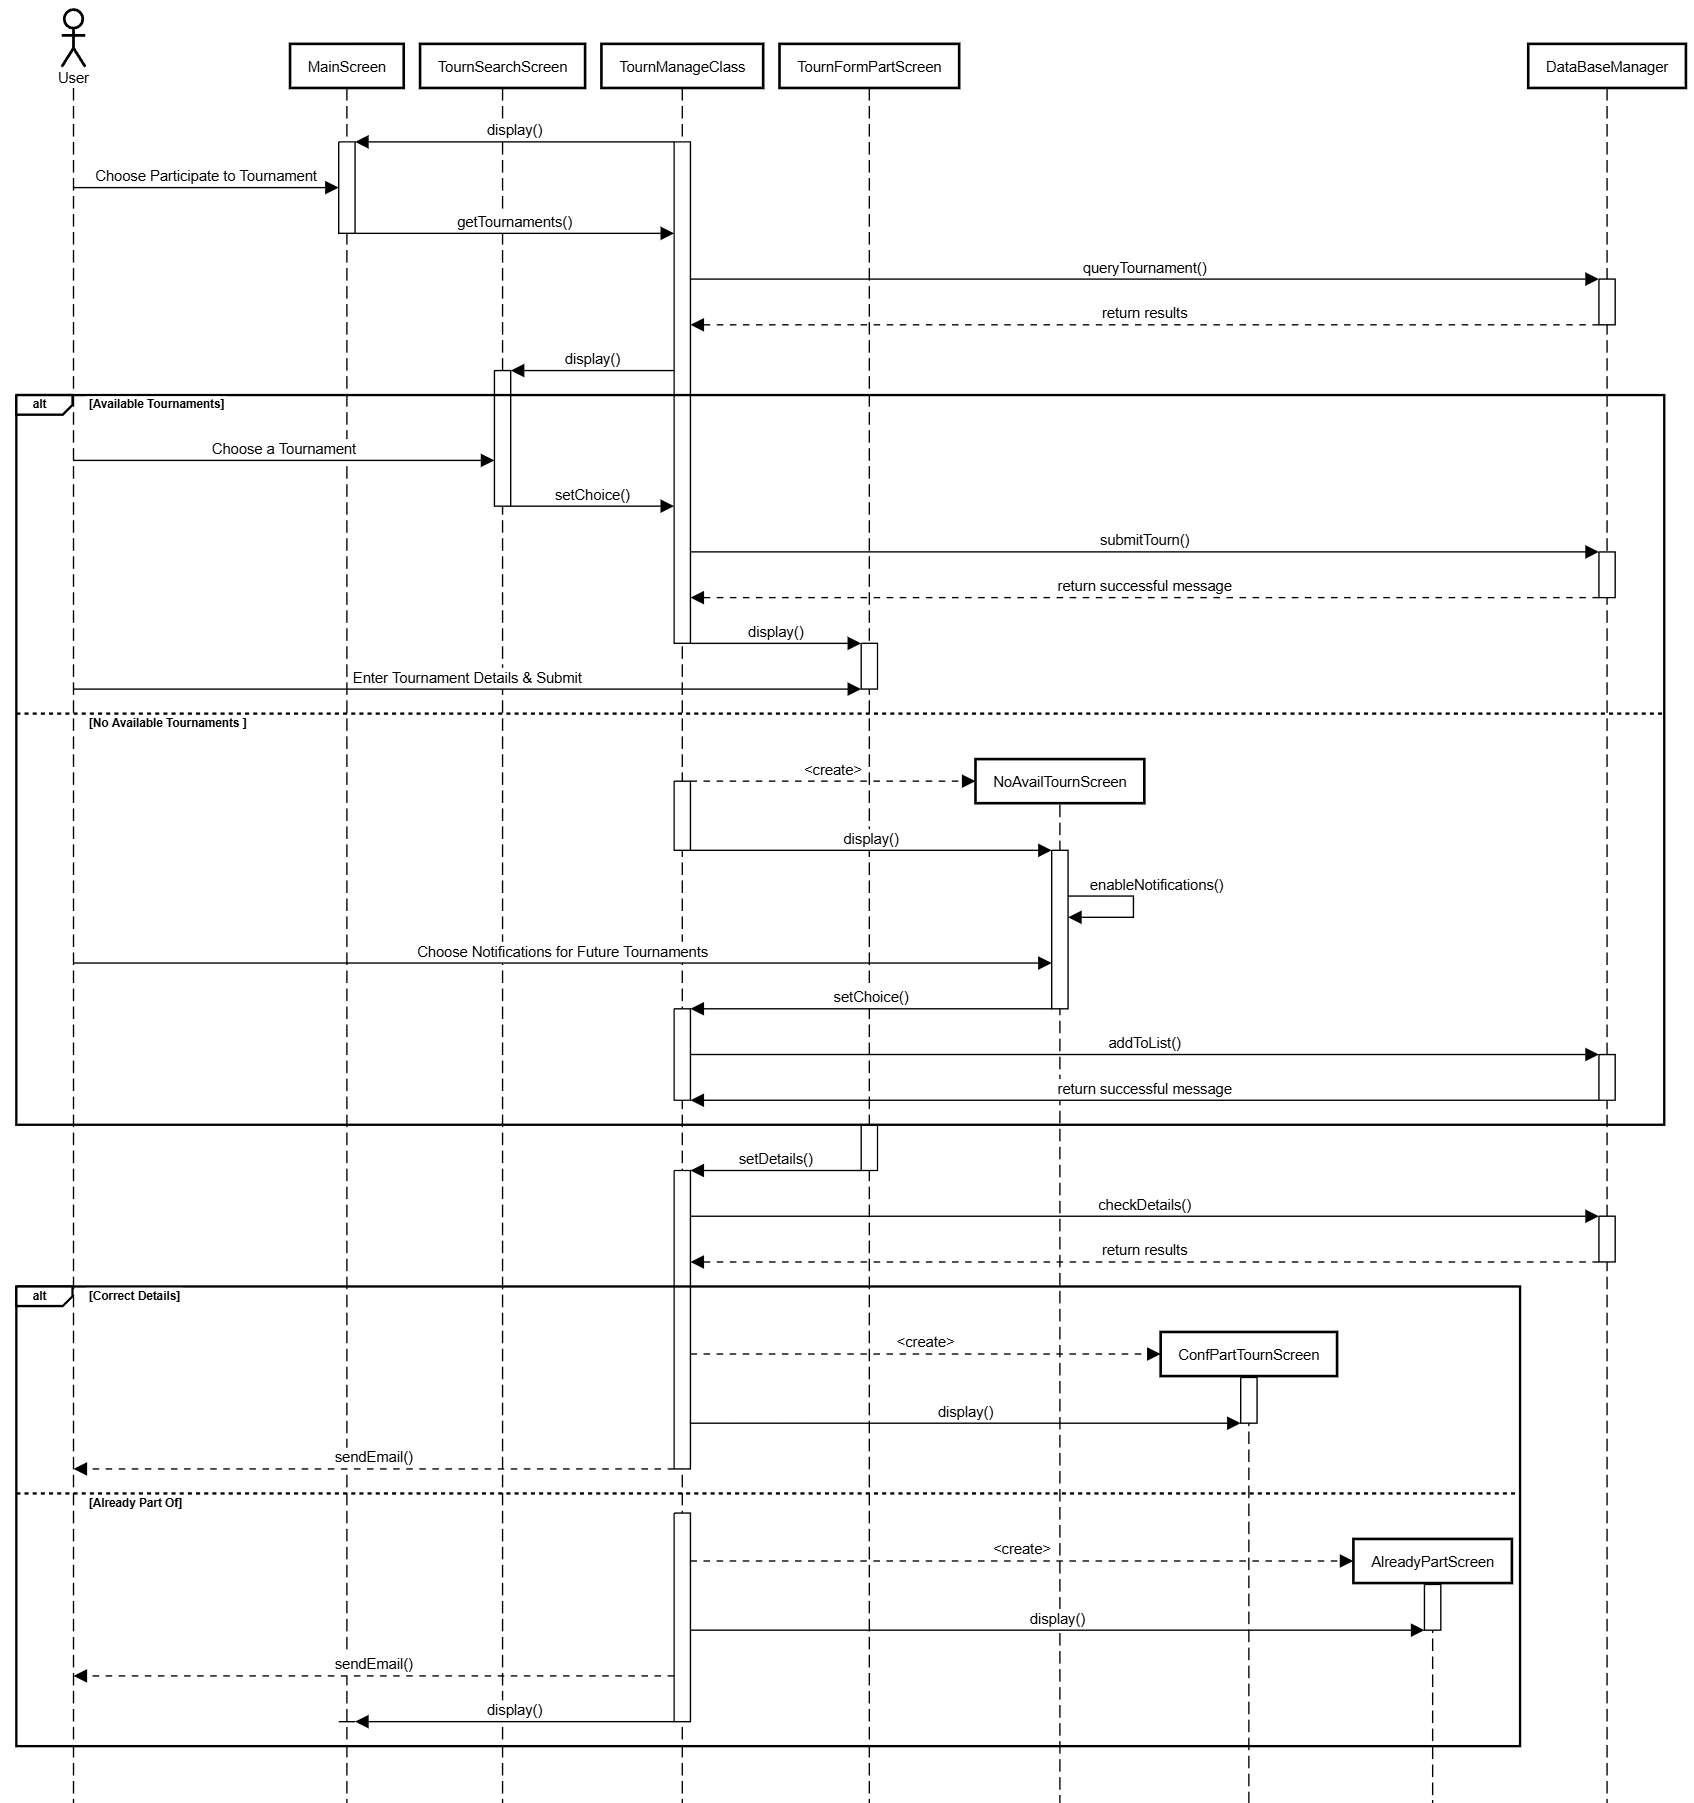 User
MainScreen
TournSearchScreen
TournManageClass
TournFormPartScreen
DataBaseManager
display()
Choose Participate to Tournament
getTournaments()
queryTournament()
return results
display()
alt
[Available Tournaments]
Choose a Tournament
setChoice()
submitTourn()
return successful message
display()
Enter Tournament Details & Submit
[No Available Tournaments ]
<create>
NoAvailTournScreen
display()
enableNotifications()
Choose Notifications for Future Tournaments
setChoice()
addToList()
return successful message
setDetails()
checkDetails()
return results
alt
[Correct Details]
<create>
ConfPartTournScreen
display()
sendEmail()
[Already Part Of]
<create>
AlreadyPartScreen
display()
sendEmail()
display()